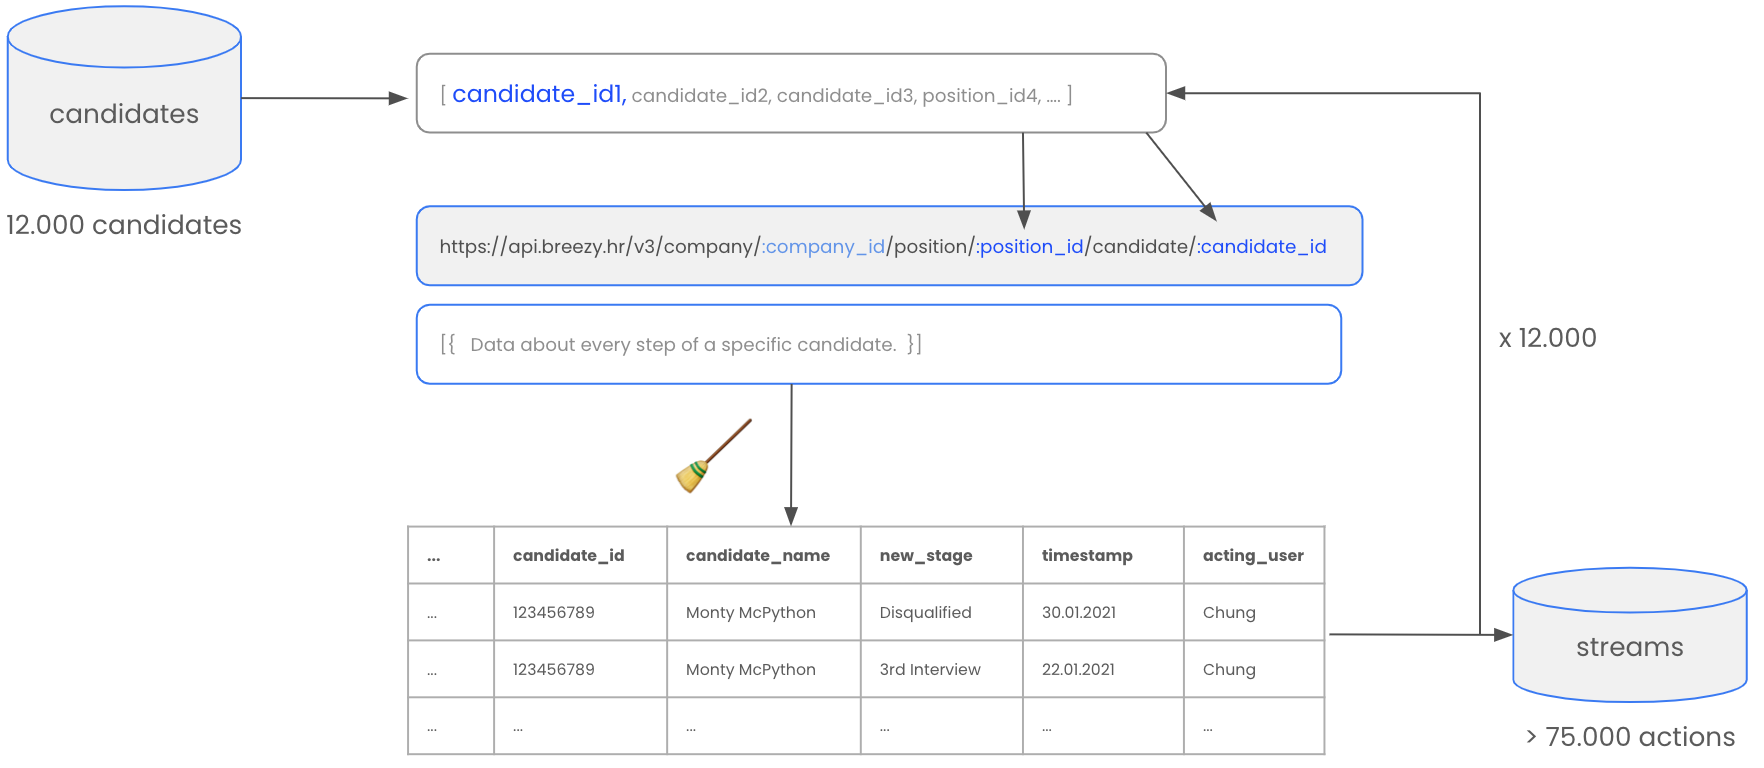 candidates
12.000 candidates
[ candidate_id1, candidate_id2, candidate_id3, position_id4, .... ]
https://api.breezy.hr/v3/company/:company_id/position/:position_id/candidate/:candidate_id
[{ Data about every step of a specific candidate. }]
x 12.000
... candidate_id candidate_name new_stage timestamp acting_user
... 123456789 Monty McPython Disqualified 30.01.2021 Chung
... 123456789 Monty McPython 3rd Interview 22.01.2021 Chung
... ... ... ... ... ...
streams
> 75.000 actions